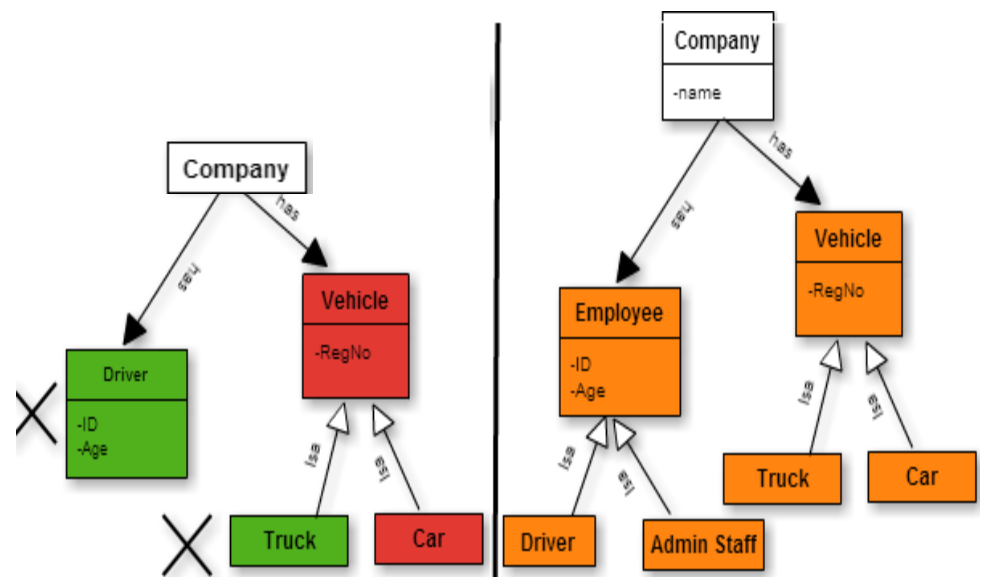 Company
has
has
Driver
-ID
-Age
Vehicle
-RegNo
Isa
Isa
Truck
Car
Company
-name
has
has
Employee
-ID
-Age
Vehicle
-RegNo
Isa
Isa
Isa
Isa
Driver
Admin Staff
Truck
Car